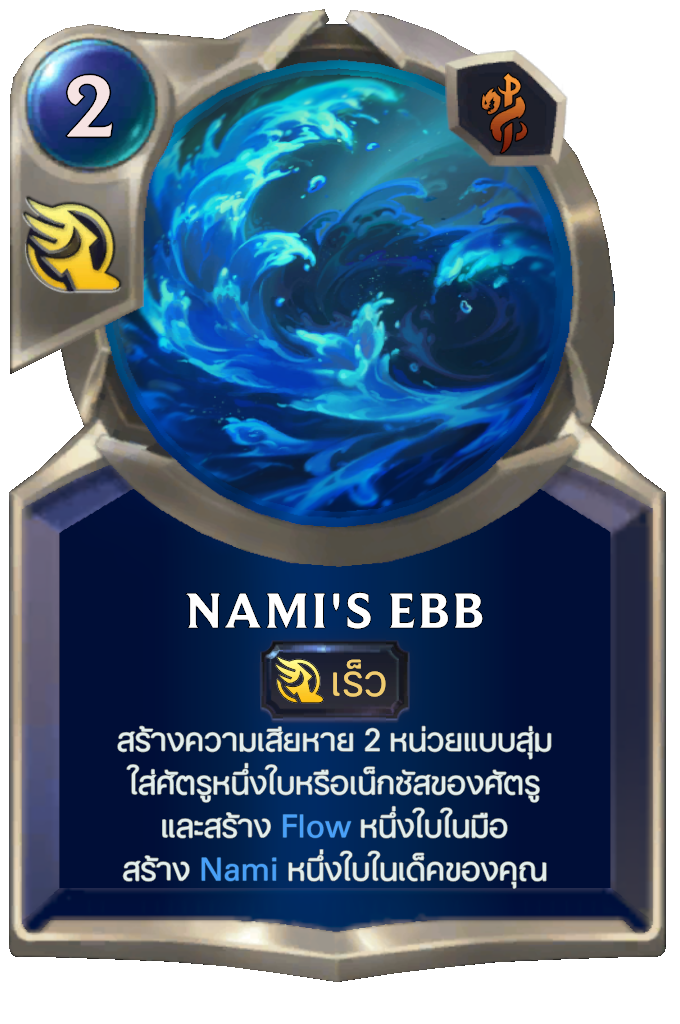 2
NAMI'S EBB
เร็ว
สร้างความเสียหาย 2 หน่วยแบบสุ่ม
ใส่ศัตรูหนึ่งใบหรือเน็กซัสของศัตรู
และสร้าง Flow หนึ่งใบในมือ
สร้าง Nami หนึ่งใบในเด็คของคุณ